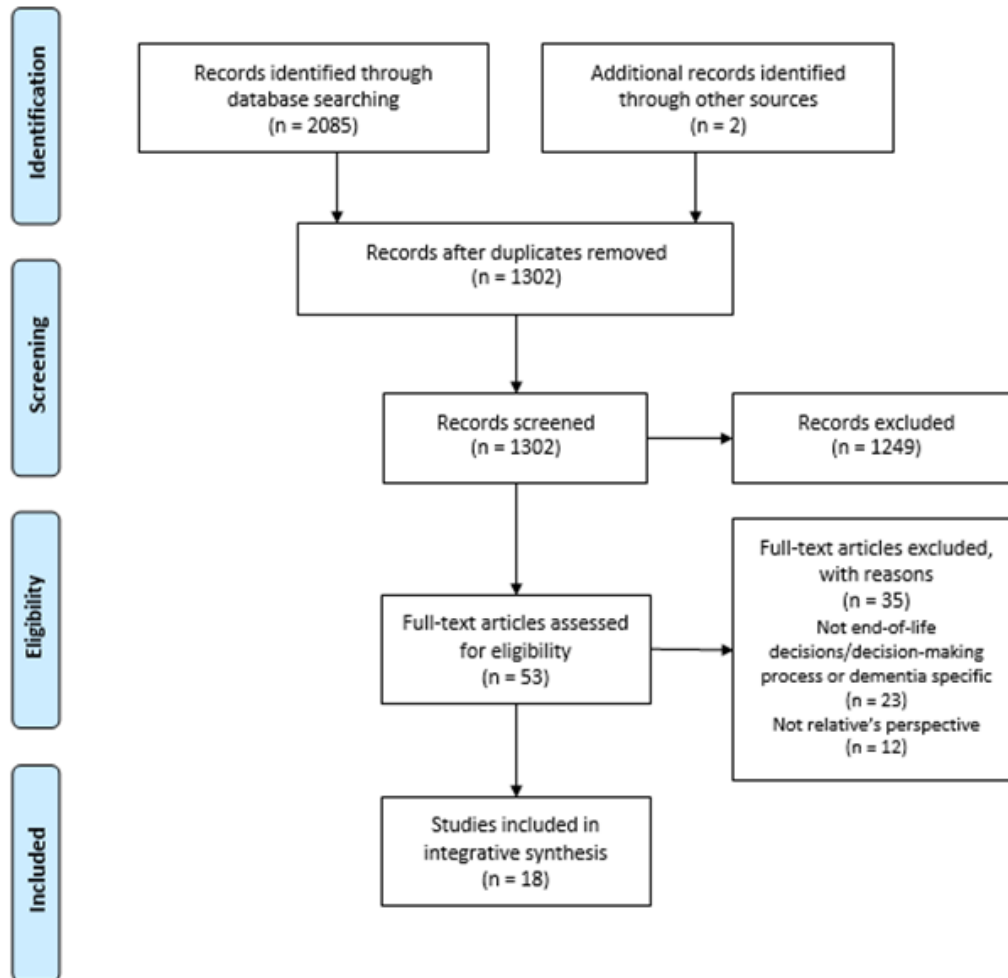 Identification
Records identified through
database searching
(n = 2085)
Additional records identified
through other sources
(n = 2)
Records after duplicates removed
(n = 1302)
Screening
Records screened
(n = 1302)
Records excluded
(n = 1249)
Eligibility
Full-text articles assessed
for eligibility
(n = 53)
Full-text articles excluded,
with reasons
(n = 35)
Not end-of-life
decisions/decision-making
process or dementia specific
(n = 23)
Not relative's perspective
(n = 12)
Included
Studies included in
integrative synthesis
(n = 18)